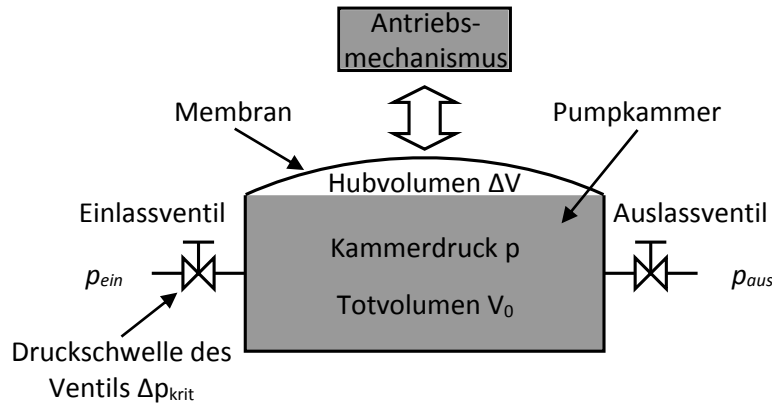 Antriebs-
mechanismus
Membran
Pumpkammer
Hubvolumen ΔV
Einlassventil
Auslassventil
Kammerdruck p
p_ein
p_aus
Totvolumen V₀
Druckschwelle des
Ventils Δp_krit